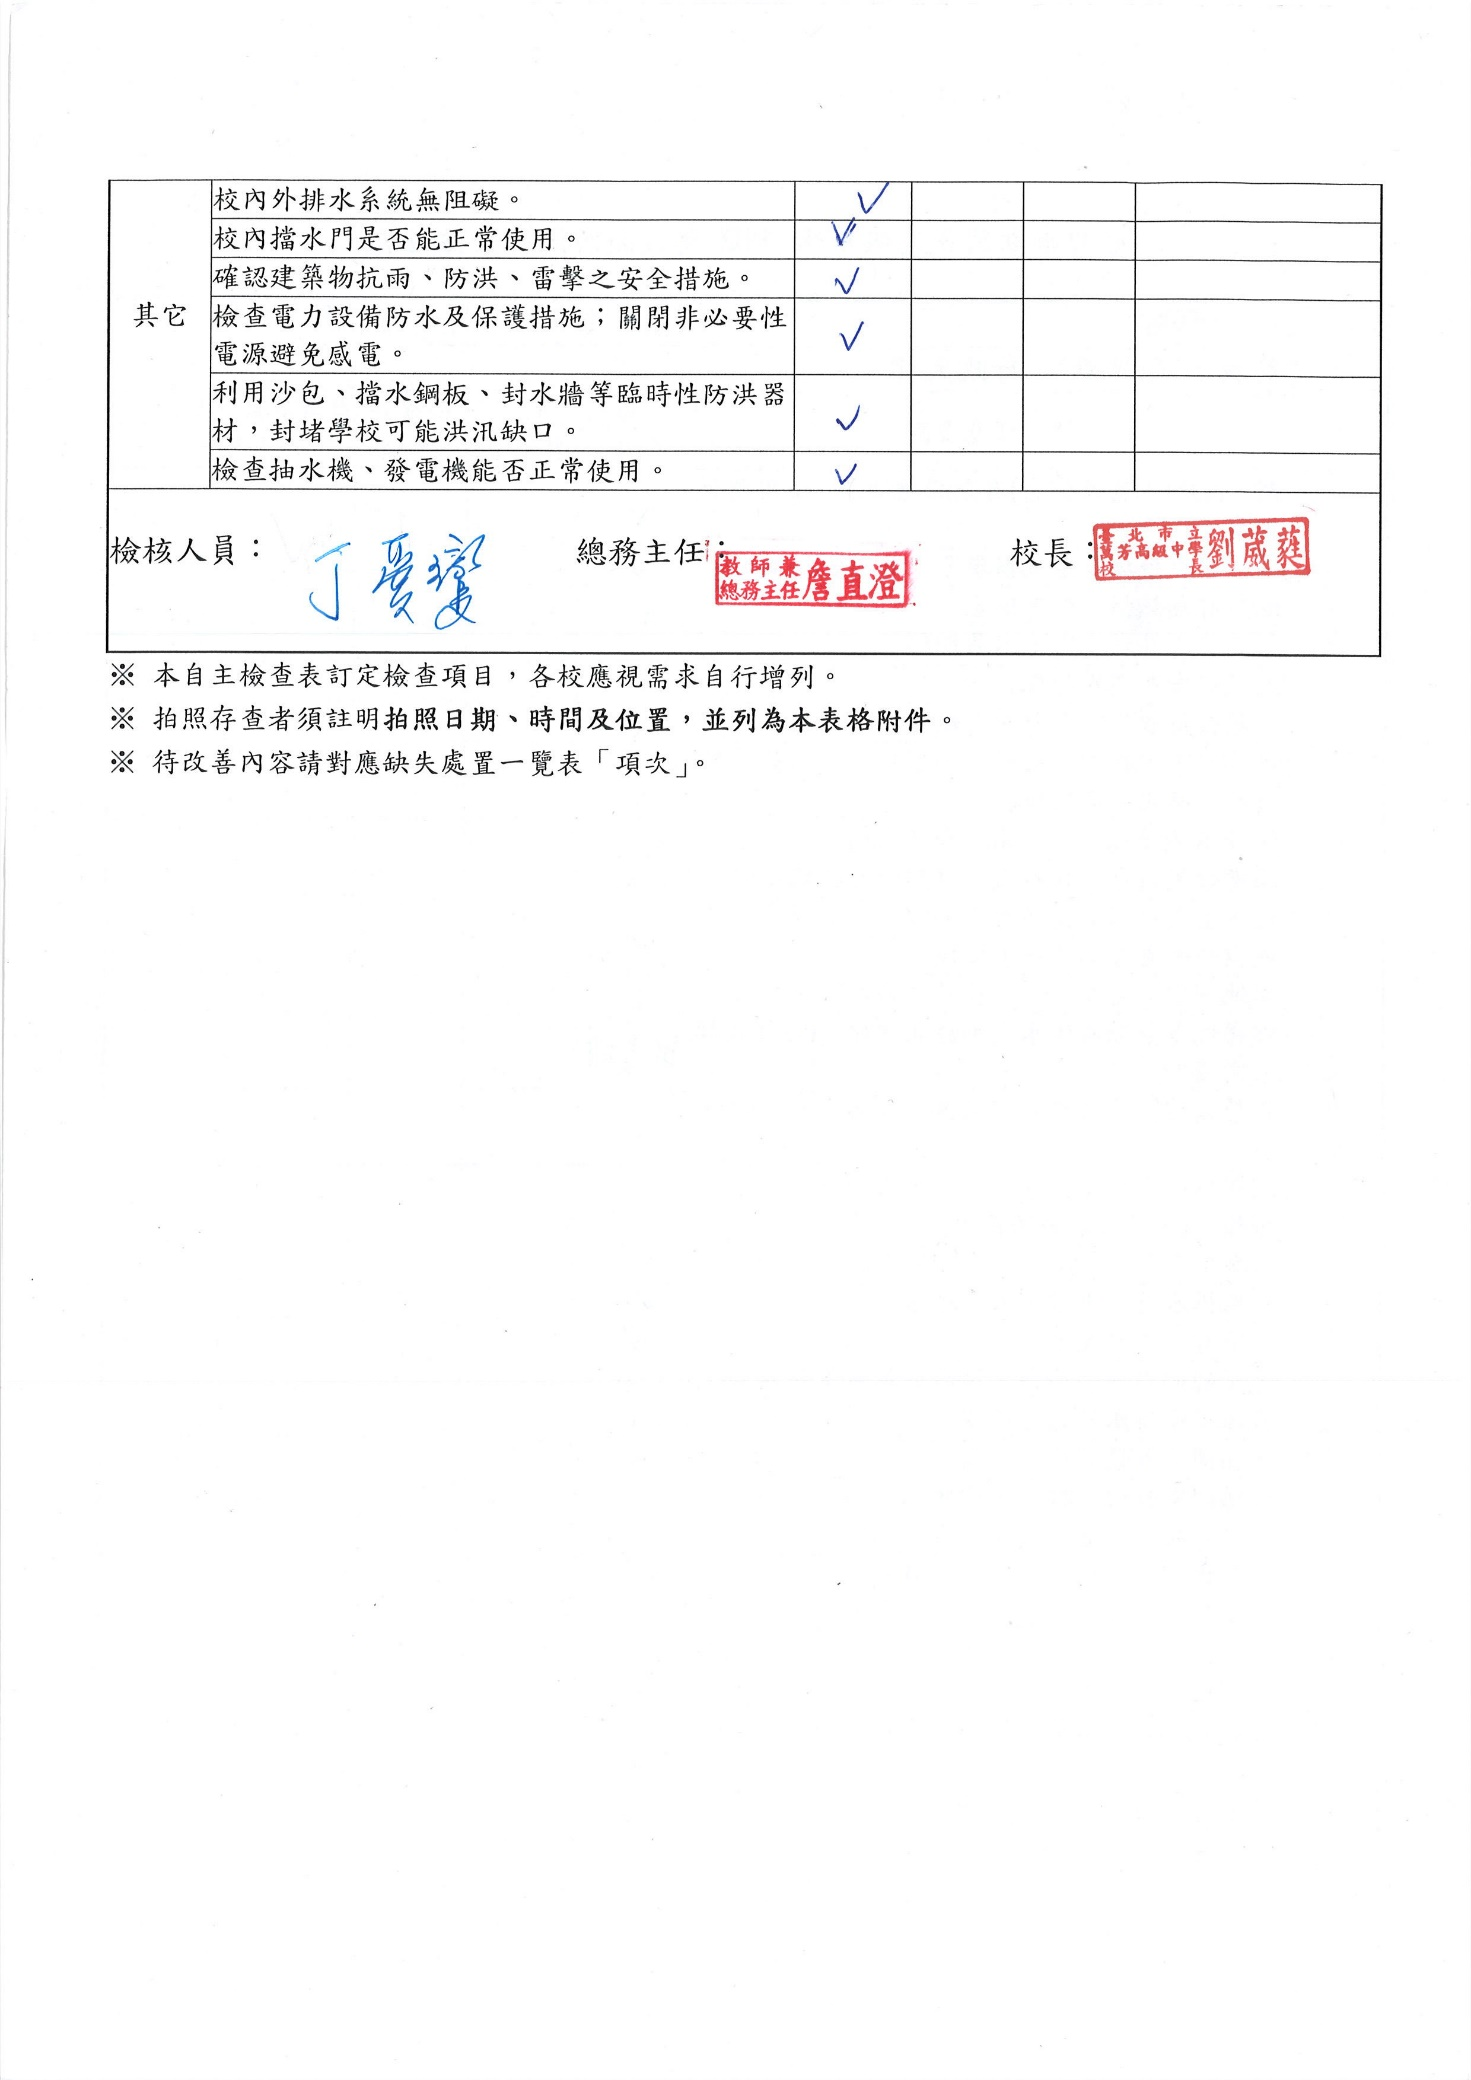 校內外排水系統無阻礙。 ✓
校內擋水門是否能正常使用。 ✓
確認建築物抗雨、防洪、雷擊之安全措施。 ✓
其它
檢查電力設備防水及保護措施；關閉非必要性 ✓
電源避免感電。
利用沙包、擋水鋼板、封水牆等臨時性防洪器 ✓
材，封堵學校可能洪汛缺口。
檢查抽水機、發電機能否正常使用。 ✓
檢核人員： 丁
總務主任：
教師兼
總務主任 詹直澄
校長：
臺北市立
萬芳高級中學
校長 劉葳蕤
※ 本自主檢查表訂定檢查項目，各校應視需求自行增列。
※ 拍照存查者須註明拍照日期、時間及位置，並列為本表格附件。
※ 待改善內容請對應缺失處置一覽表「項次」。